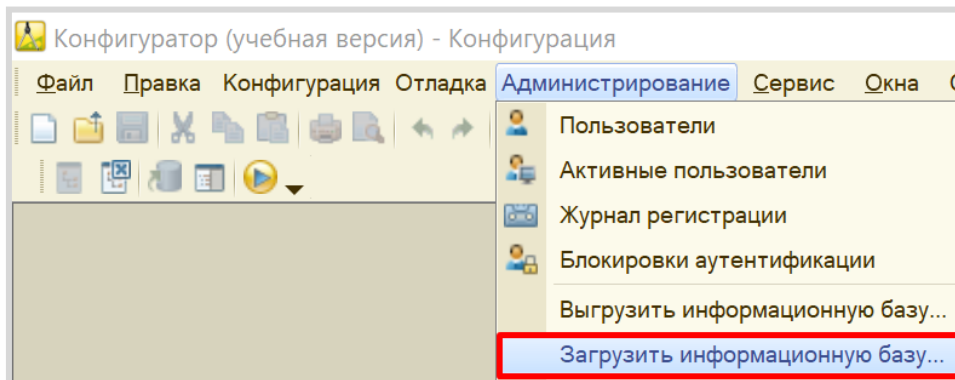 Конфигуратор (учебная версия) - Конфигурация
Файл Правка Конфигурация Отладка Администрирование Сервис Окна
Пользователи
Активные пользователи
Журнал регистрации
Блокировки аутентификации
Выгрузить информационную базу...
Загрузить информационную базу...